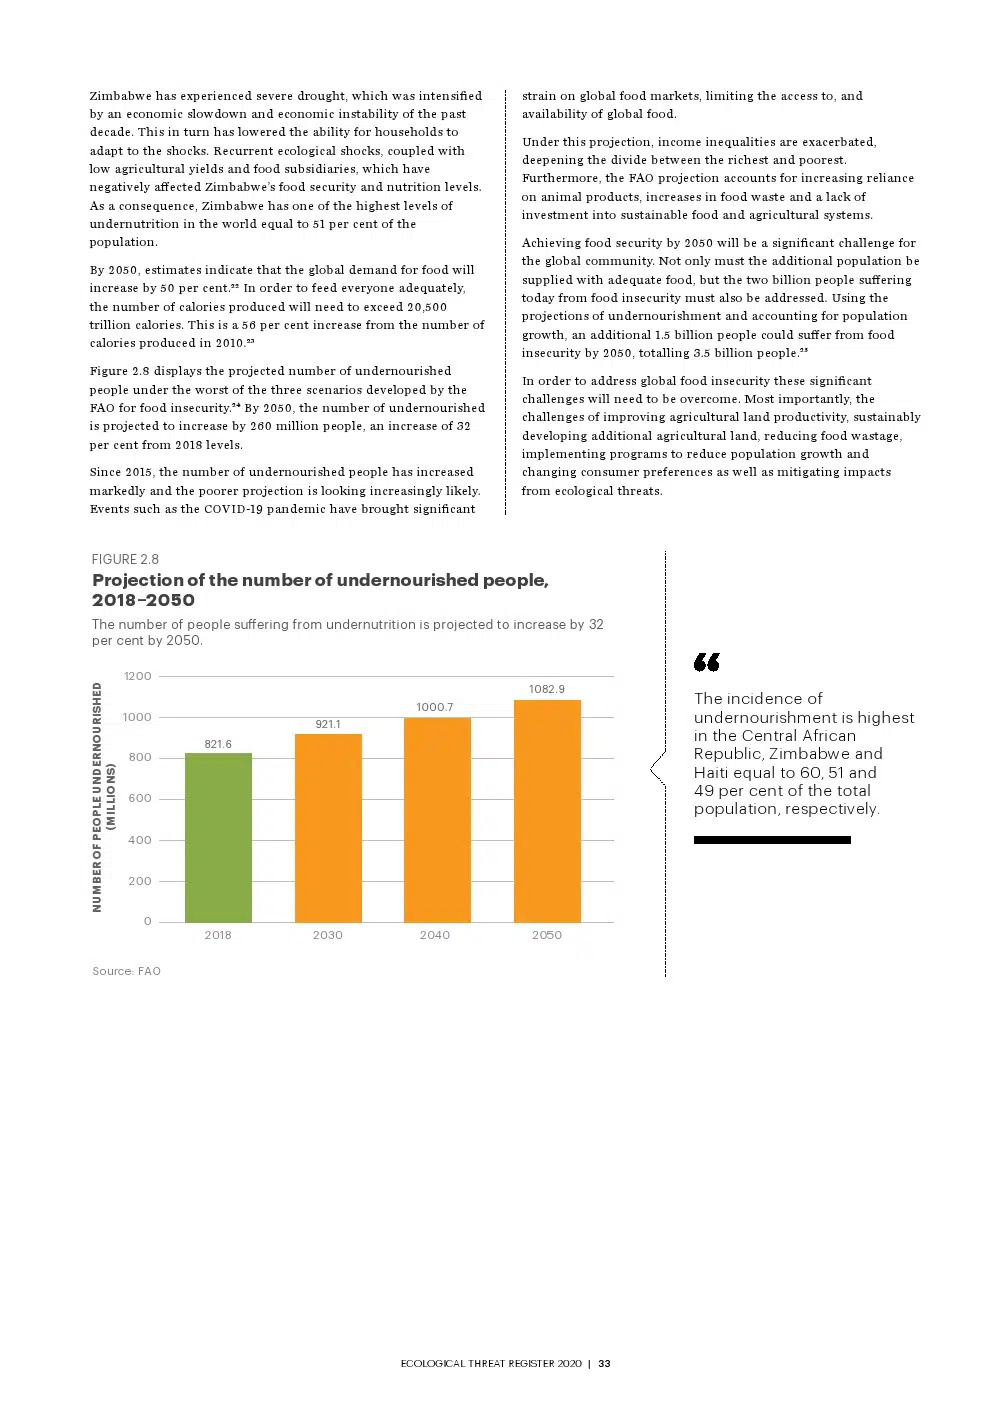 Zimbabwe has experienced severe drought, which was intensified
by an economic slowdown and economic instability of the past
decade. This in turn has lowered the ability for households to
adapt to the shocks. Recurrent ecological shocks, coupled with
low agricultural yields and food subsidiaries, which have
negatively affected Zimbabwe's food security and nutrition levels.
As a consequence, Zimbabwe has one of the highest levels of
undernutrition in the world equal to 51 per cent of the
population.
By 2050, estimates indicate that the global demand for food will
increase by 50 per cent.²² In order to feed everyone adequately,
the number of calories produced will need to exceed 20,500
trillion calories. This is a 56 per cent increase from the number of
calories produced in 2010.²³
Figure 2.8 displays the projected number of undernourished
people under the worst of the three scenarios developed by the
FAO for food insecurity.²⁴ By 2050, the number of undernourished
is projected to increase by 260 million people, an increase of 32
per cent from 2018 levels.
Since 2015, the number of undernourished people has increased
markedly and the poorer projection is looking increasingly likely.
Events such as the COVID-19 pandemic have brought significant
strain on global food markets, limiting the access to, and
availability of global food.
Under this projection, income inequalities are exacerbated,
deepening the divide between the richest and poorest.
Furthermore, the FAO projection accounts for increasing reliance
on animal products, increases in food waste and a lack of
investment into sustainable food and agricultural systems.
Achieving food security by 2050 will be a significant challenge for
the global community. Not only must the additional population be
supplied with adequate food, but the two billion people suffering
today from food insecurity must also be addressed. Using the
projections of undernourishment and accounting for population
growth, an additional 1.5 billion people could suffer from food
insecurity by 2050, totalling 3.5 billion people.²⁵
In order to address global food insecurity these significant
challenges will need to be overcome. Most importantly, the
challenges of improving agricultural land productivity, sustainably
developing additional agricultural land, reducing food wastage,
implementing programs to reduce population growth and
changing consumer preferences as well as mitigating impacts
from ecological threats.
FIGURE 2.8
Projection of the number of undernourished people,
2018–2050
The number of people suffering from undernutrition is projected to increase by 32
per cent by 2050.
NUMBER OF PEOPLE UNDERNOURISHED
(MILLIONS)
1200
1000
800
600
400
200
0
821.6
921.1
1000.7
1082.9
2018
2030
2040
2050
Source: FAO
“
The incidence of
undernourishment is highest
in the Central African
Republic, Zimbabwe and
Haiti equal to 60, 51 and
49 per cent of the total
population, respectively.
ECOLOGICAL THREAT REGISTER 2020 | 33